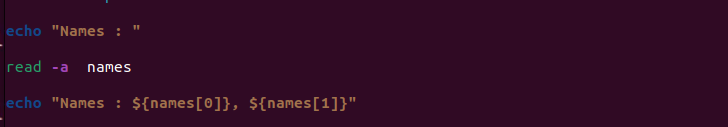 echo "Names : "
read -a  names
echo "Names : ${names[0]}, ${names[1]}"